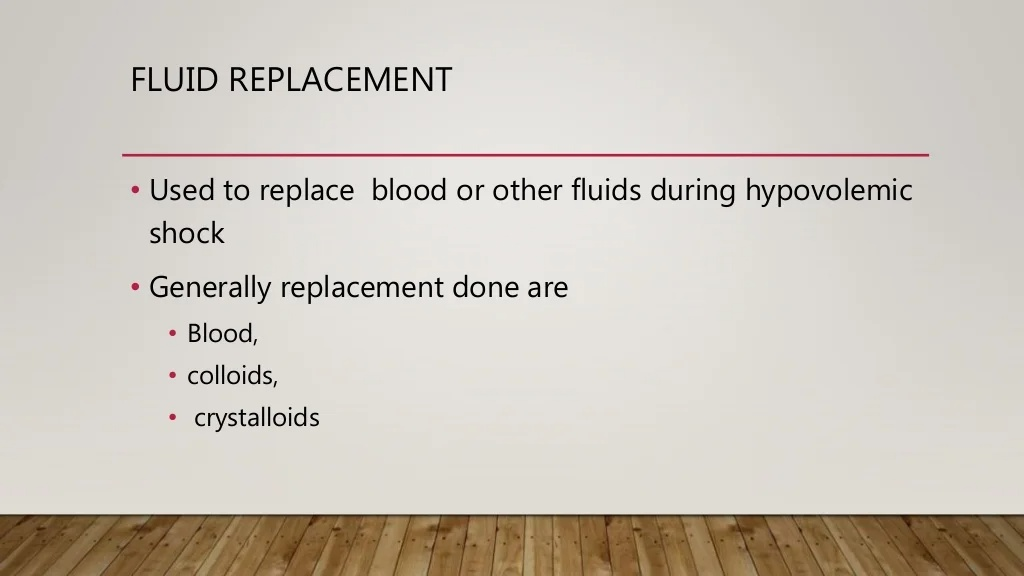 FLUID REPLACEMENT
• Used to replace  blood or other fluids during hypovolemic
shock
• Generally replacement done are
• Blood,
• colloids,
•  crystalloids